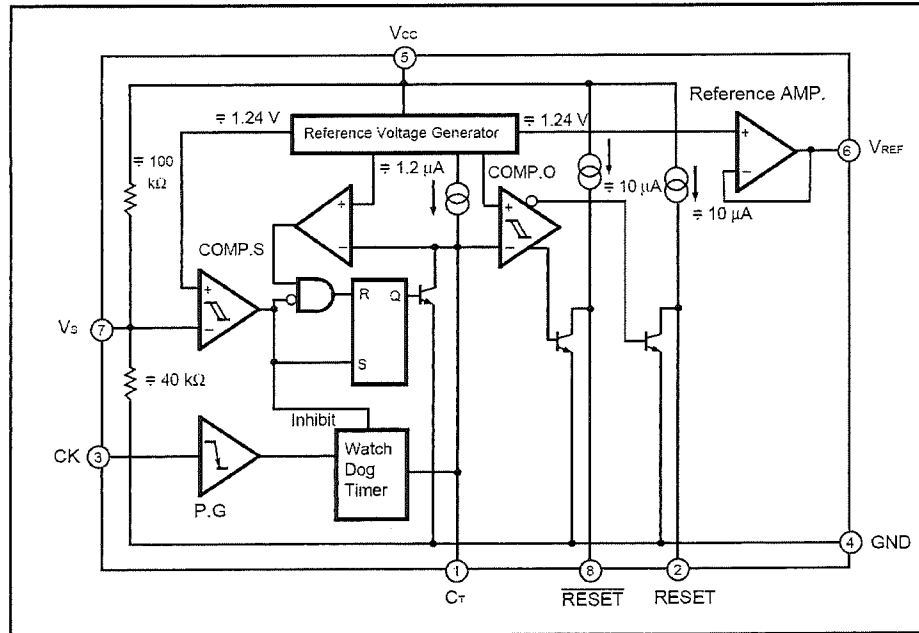 Vcc
5
Reference AMP.
≒ 1.24 V
Reference Voltage Generator
≒ 1.24 V
+
−
6
VREF
≒ 100
kΩ
≒ 1.2 μA
COMP.O
≒ 10 μA
≒ 10 μA
+
−
+
−
COMP.S
+
−
R
Q
S
Vs
7
≒ 40 kΩ
Inhibit
CK
3
P.G
Watch
Dog
Timer
4
GND
1
8
2
CT
RESET
RESET